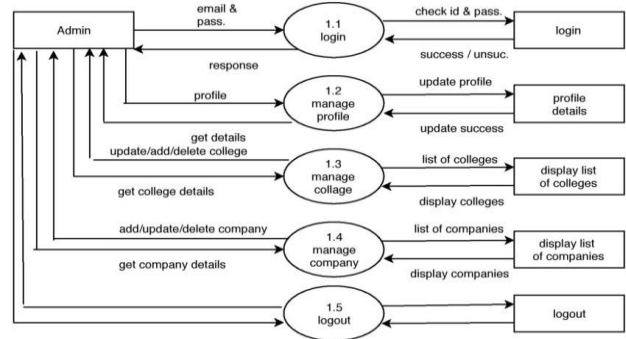 email &
pass.
check id & pass.
Admin
1.1
login
login
response
success / unsuc.
profile
1.2
manage
profile
update profile
profile
details
get details
update success
update/add/delete college
1.3
manage
collage
list of colleges
display list
of colleges
get college details
display colleges
add/update/delete company
1.4
manage
company
list of companies
display list
of companies
get company details
display companies
1.5
logout
logout